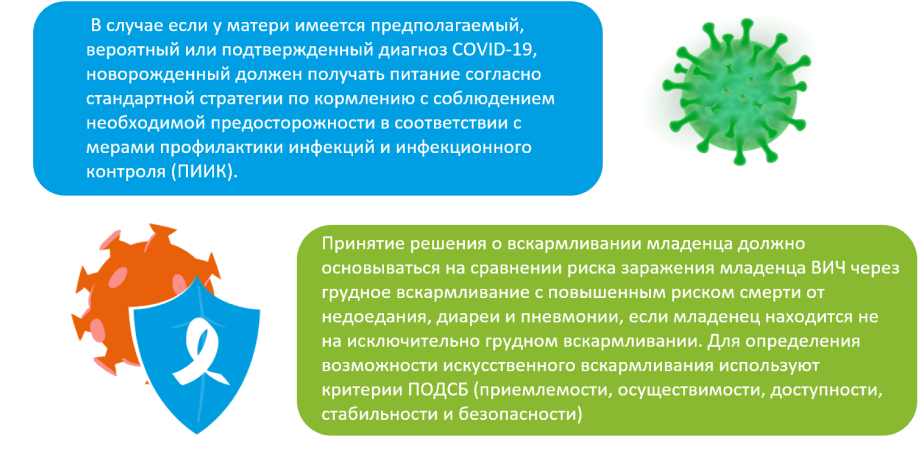 В случае если у матери имеется предполагаемый,
вероятный или подтвержденный диагноз COVID-19,
новорожденный должен получать питание согласно
стандартной стратегии по кормлению с соблюдением
необходимой предосторожности в соответствии с
мерами профилактики инфекций и инфекционного
контроля (ПИИК).
Принятие решения о вскармливании младенца должно
основываться на сравнении риска заражения младенца ВИЧ через
грудное вскармливание с повышенным риском смерти от
недоедания, диареи и пневмонии, если младенец находится не
на исключительно грудном вскармливании. Для определения
возможности искусственного вскармливания используют
критерии ПОДСБ (приемлемости, осуществимости, доступности,
стабильности и безопасности)